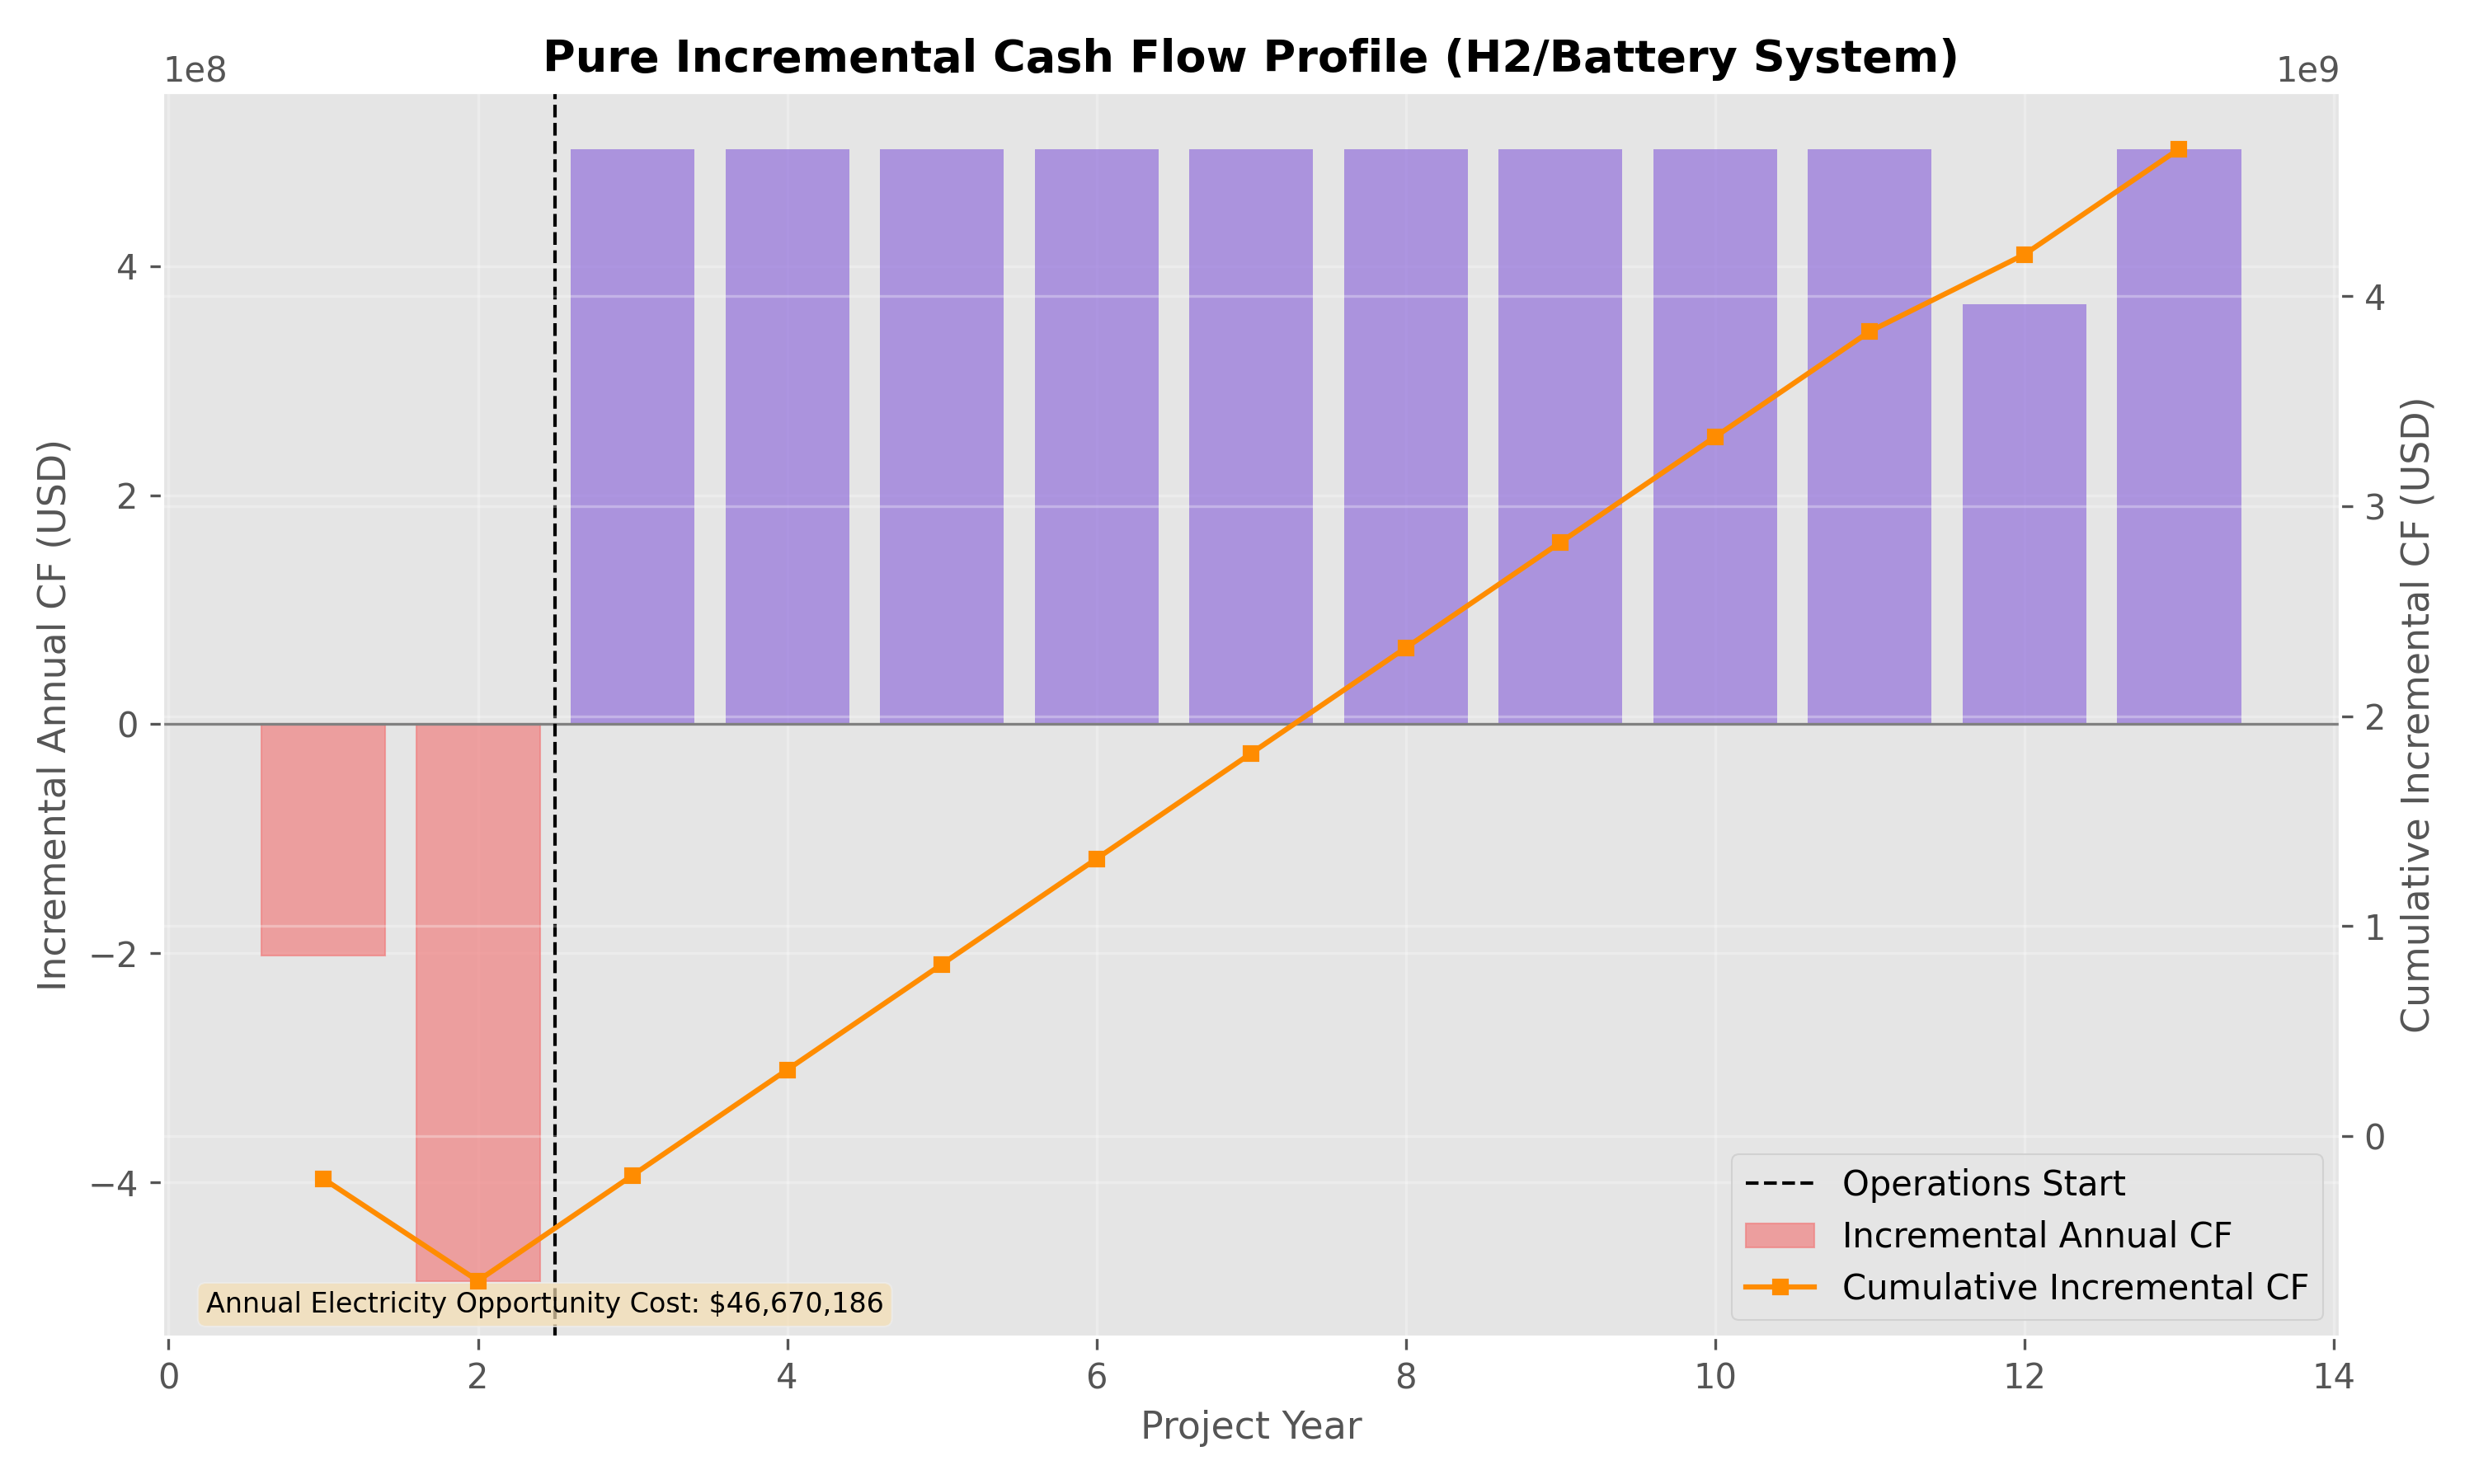 Pure Incremental Cash Flow Profile (H2/Battery System)
1e8
1e9
4
2
0
−2
−4
Incremental Annual CF (USD)
4
3
2
1
0
Cumulative Incremental CF (USD)
Operations Start
Incremental Annual CF
Cumulative Incremental CF
Annual Electricity Opportunity Cost: $46,670,186
0 2 4 6 8 10 12 14
Project Year